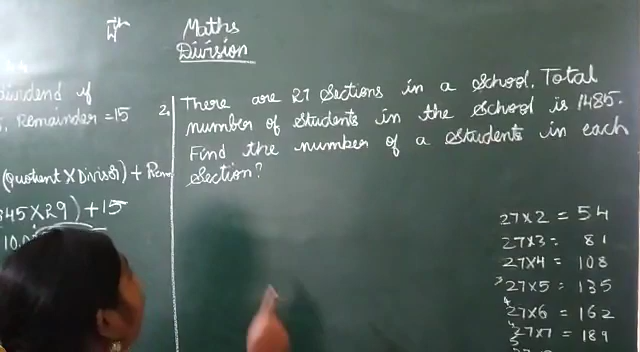 Maths
Division
dividend of
Remainder = 15
(Quotient X Divisor) +
345 X 29) + 15
2. There are 27 Sections in a School. Total
number of Students in the School is 1485.
Find the number of a Students in each
Section?
27 X 2 = 54
27 X 3 = 81
27 X 4 = 108
27 X 5 = 135
27 X 6 = 162
27 X 7 = 189